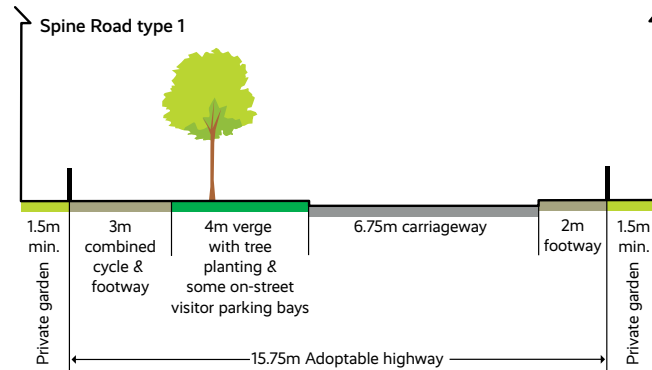 Spine Road type 1
1.5m
min.
Private garden
3m
combined
cycle &
footway
4m verge
with tree
planting &
some on-street
visitor parking bays
6.75m carriageway
2m
footway
1.5m
min.
Private garden
15.75m Adoptable highway